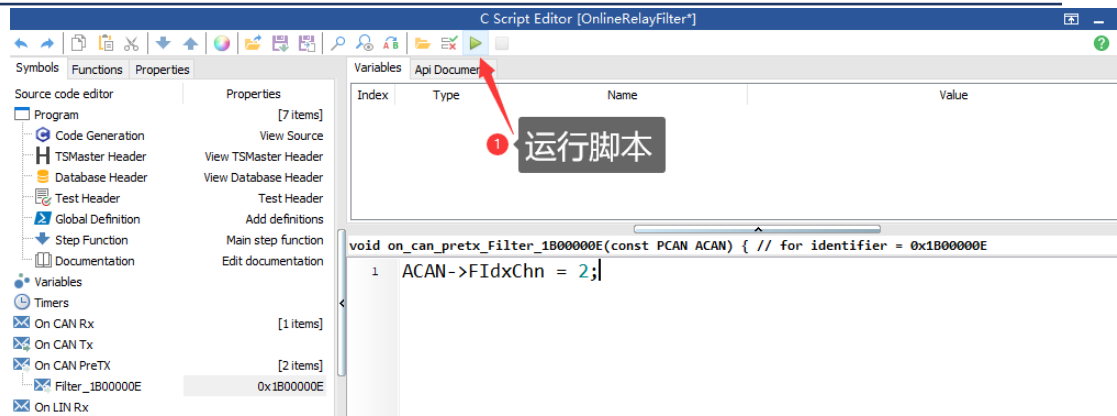 C Script Editor [OnlineRelayFilter*]
Symbols Functions Properties
Source code editor Properties
Program [7 items]
Code Generation View Source
TSMaster Header View TSMaster Header
Database Header View Database Header
Test Header Test Header
Global Definition Add definitions
Step Function Main step function
Documentation Edit documentation
Variables
Timers
On CAN Rx [1 items]
On CAN Tx
On CAN PreTX [2 items]
Filter_1B00000E 0x1B00000E
On LIN Rx
Variables Api Document
Index Type Name Value
1 运行脚本
void on_can_pretx_Filter_1B00000E(const PCAN ACAN) { // for identifier = 0x1B00000E
1 ACAN->FIdxChn = 2;